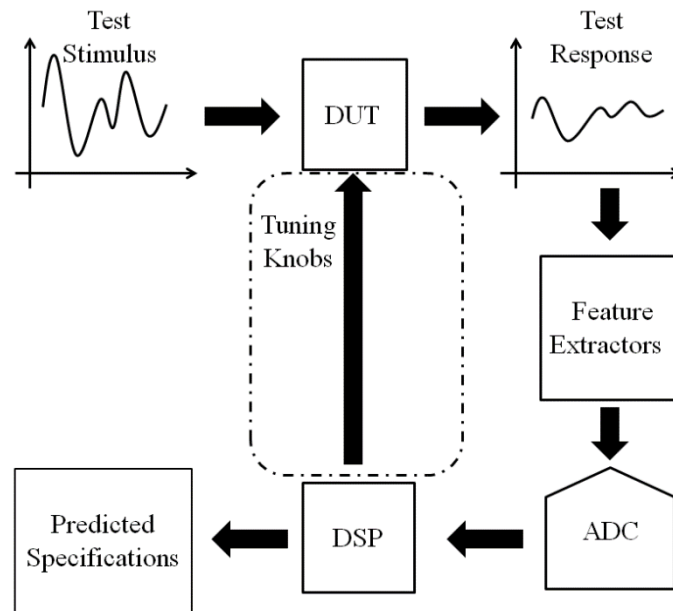 Test
Stimulus
DUT
Test
Response
Tuning
Knobs
Feature
Extractors
Predicted
Specifications
DSP
ADC